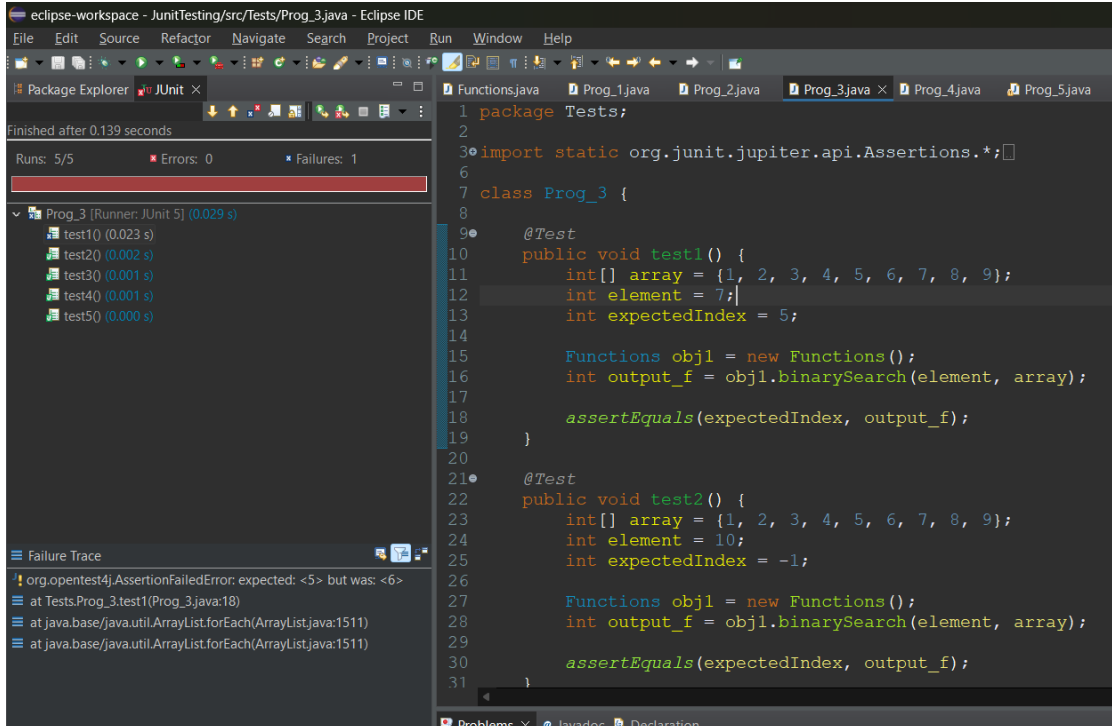 eclipse-workspace - JunitTesting/src/Tests/Prog_3.java - Eclipse IDE
File Edit Source Refactor Navigate Search Project Run Window Help
Package Explorer JUnit
Finished after 0.139 seconds
Runs: 5/5 Errors: 0 Failures: 1
Prog_3 [Runner: JUnit 5] (0.029 s)
test1() (0.023 s)
test2() (0.002 s)
test3() (0.001 s)
test4() (0.001 s)
test5() (0.000 s)
Failure Trace
org.opentest4j.AssertionFailedError: expected: <5> but was: <6>
at Tests.Prog_3.test1(Prog_3.java:18)
at java.base/java.util.ArrayList.forEach(ArrayList.java:1511)
at java.base/java.util.ArrayList.forEach(ArrayList.java:1511)
Functions.java Prog_1.java Prog_2.java Prog_3.java Prog_4.java Prog_5.java
1 package Tests;
2
3 import static org.junit.jupiter.api.Assertions.*;
6
7 class Prog_3 {
8
9 @Test
10 public void test1() {
11 int[] array = {1, 2, 3, 4, 5, 6, 7, 8, 9};
12 int element = 7;
13 int expectedIndex = 5;
14
15 Functions obj1 = new Functions();
16 int output_f = obj1.binarySearch(element, array);
17
18 assertEquals(expectedIndex, output_f);
19 }
20
21 @Test
22 public void test2() {
23 int[] array = {1, 2, 3, 4, 5, 6, 7, 8, 9};
24 int element = 10;
25 int expectedIndex = -1;
26
27 Functions obj1 = new Functions();
28 int output_f = obj1.binarySearch(element, array);
29
30 assertEquals(expectedIndex, output_f);
31 }
Problems Javadoc Declaration